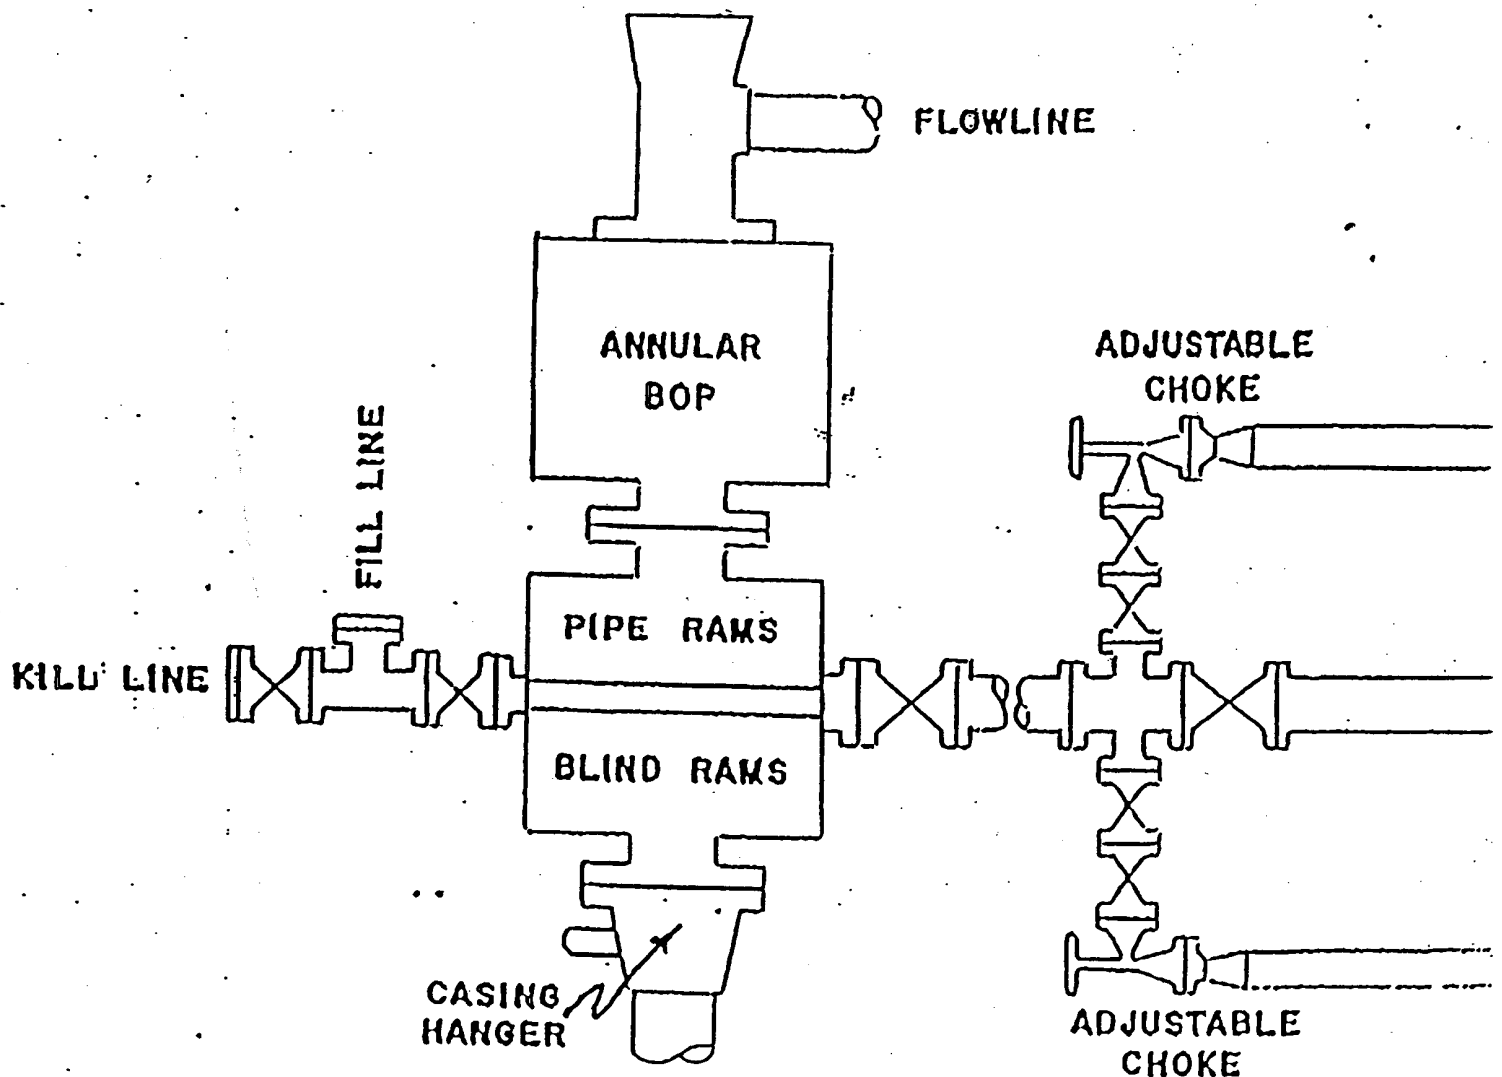 FLOWLINE
ANNULAR
BOP
ADJUSTABLE
CHOKE
FILL LINE
PIPE RAMS
KILL LINE
BLIND RAMS
CASING
HANGER
ADJUSTABLE
CHOKE